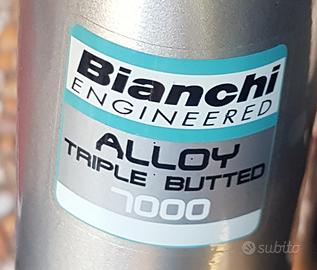 Bianchi
ENGINEERED
ALLOY
TRIPLE BUTTED
7000
subito